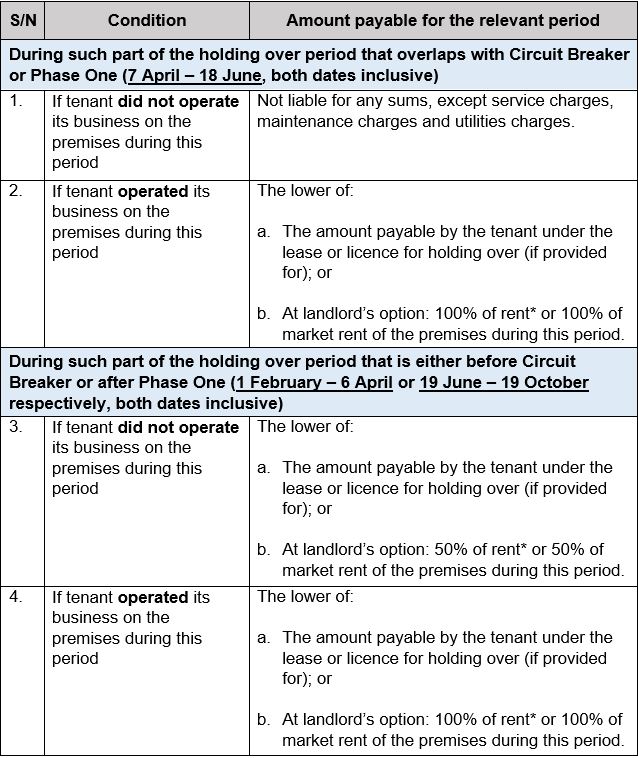 S/N Condition Amount payable for the relevant period
During such part of the holding over period that overlaps with Circuit Breaker
or Phase One (7 April – 18 June, both dates inclusive)
1. If tenant did not operate
its business on the
premises during this
period
Not liable for any sums, except service charges,
maintenance charges and utilities charges.
2. If tenant operated its
business on the
premises during this
period
The lower of:
a. The amount payable by the tenant under the
lease or licence for holding over (if provided
for); or
b. At landlord’s option: 100% of rent* or 100% of
market rent of the premises during this period.
During such part of the holding over period that is either before Circuit
Breaker or after Phase One (1 February – 6 April or 19 June – 19 October
respectively, both dates inclusive)
3. If tenant did not operate
its business on the
premises during this
period
The lower of:
a. The amount payable by the tenant under the
lease or licence for holding over (if provided
for); or
b. At landlord’s option: 50% of rent* or 50% of
market rent of the premises during this period.
4. If tenant operated its
business on the
premises during this
period
The lower of:
a. The amount payable by the tenant under the
lease or licence for holding over (if provided
for); or
b. At landlord’s option: 100% of rent* or 100% of
market rent of the premises during this period.